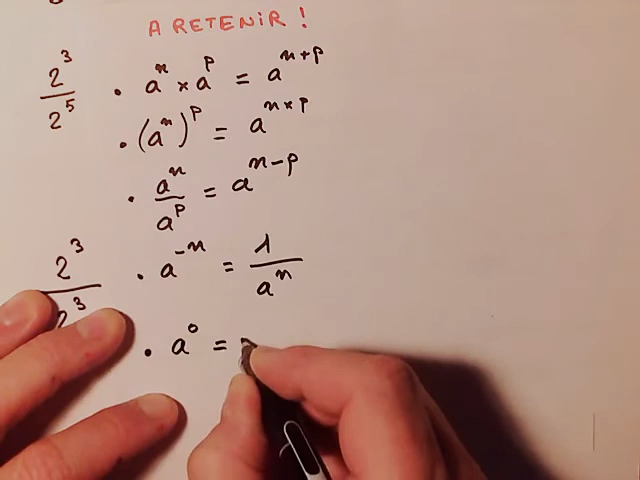 A RETENIR !
2^3/2^5 • a^n × a^p = a^{n+p}
• (a^n)^p = a^{n×p}
• a^n/a^p = a^{n-p}
2^3/2^3 • a^{-n} = 1/a^n
• a^0 =